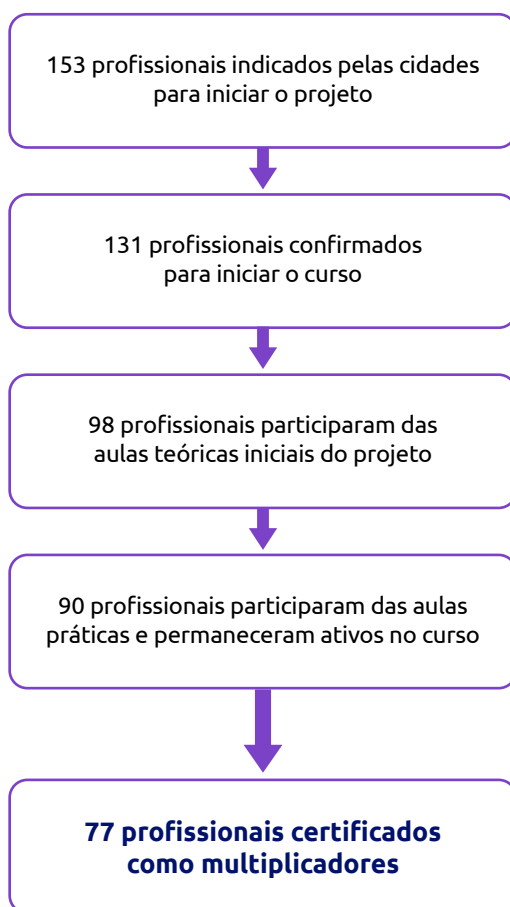 153 profissionais indicados pelas cidades
para iniciar o projeto
131 profissionais confirmados
para iniciar o curso
98 profissionais participaram das
aulas teóricas iniciais do projeto
90 profissionais participaram das aulas
práticas e permaneceram ativos no curso
77 profissionais certificados
como multiplicadores